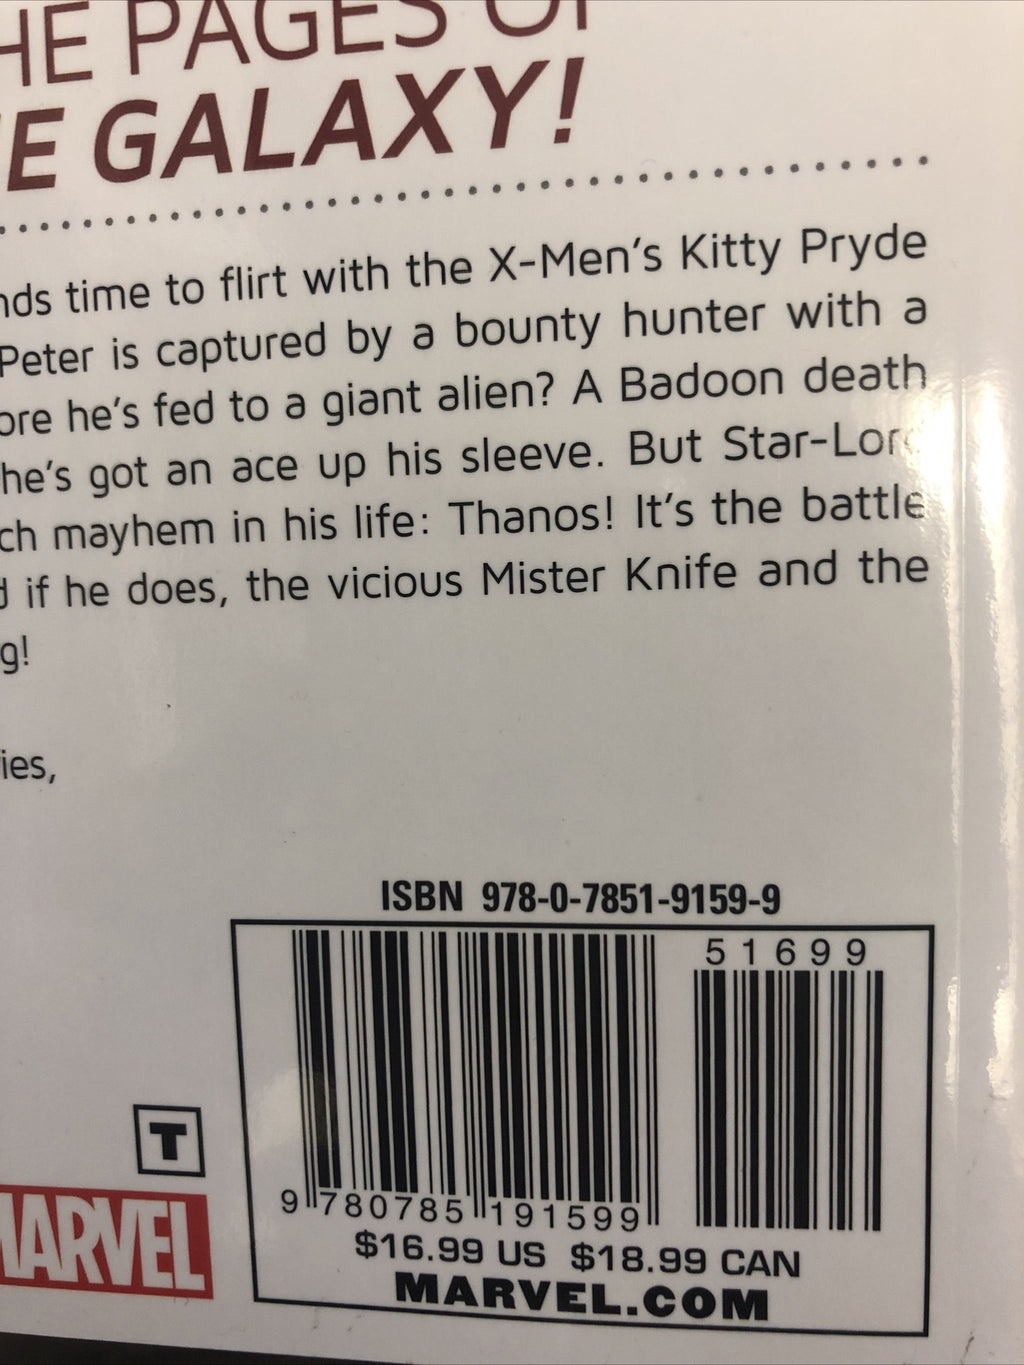 HE PAGES OF
E GALAXY!
nds time to flirt with the X-Men's Kitty Pryde
Peter is captured by a bounty hunter with a
ore he's fed to a giant alien? A Badoon death
he's got an ace up his sleeve. But Star-Lord
ch mayhem in his life: Thanos! It's the battle
d if he does, the vicious Mister Knife and the
g!
ies,
ISBN 978-0-7851-9159-9
51699
9 780785 191599
$16.99 US $18.99 CAN
MARVEL.COM
T
MARVEL